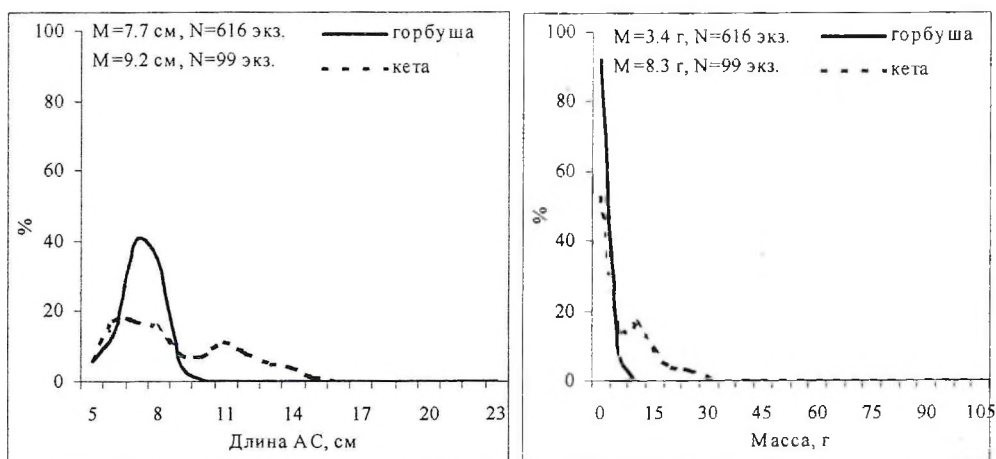 M=7.7 см, N=616 экз.
M=9.2 см, N=99 экз.
горбуша
кета
100
80
60
40
20
0
%
5 8 11 14 17 20 23
Длина АС, см
M=3.4 г, N=616 экз.
M=8.3 г, N=99 экз.
горбуша
кета
100
80
60
40
20
0
%
0 15 30 45 60 75 90 105
Масса, г